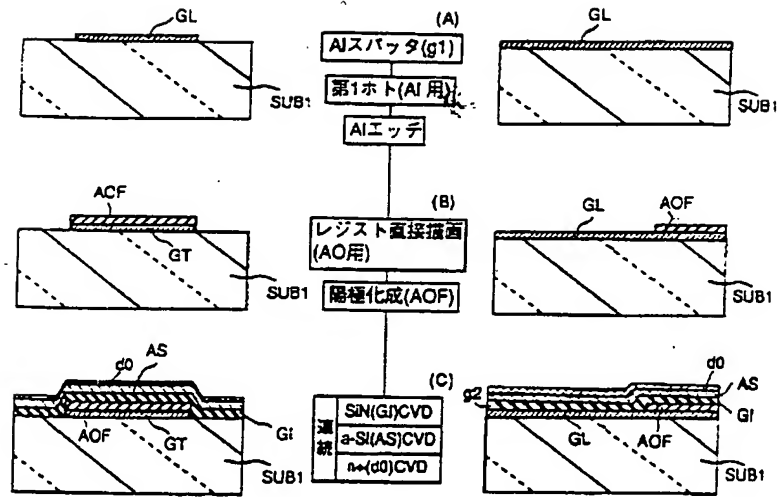 GL
(A)
Alスパッタ(g1)
GL
第1ホト(Al用)
SUB1
SUB1
Alエッチ
ACF
(B)
AOF
レジスト直接描画
(AO用)
GL
GT
SUB1
陽極化成(AOF)
SUB1
AS
d0
(C)
d0
AS
g2
連続
SiN(GI)CVD
a-Si(AS)CVD
n+(d0)CVD
GI
GI
AOF
GT
GL
AOF
SUB1
SUB1